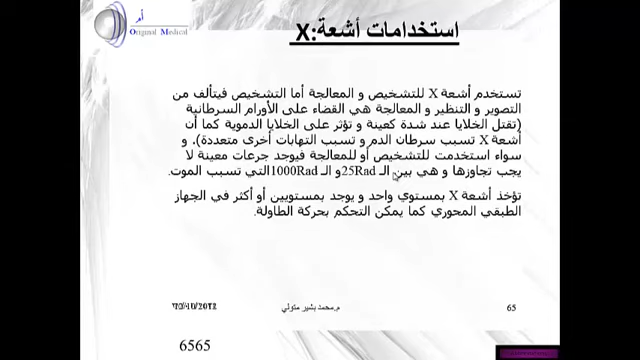 أم
Original Medical
استخدامات أشعة X:
تستخدم أشعة X للتشخيص و المعالجة أما التشخيص فيتألف من
التصوير و التنظير و المعالجة هي القضاء على الأورام السرطانية
(تقتل الخلايا عند شدة كعينة و تؤثر على الخلايا الدموية كما أن
أشعة X تسبب سرطان الدم و تسبب التهابات أخرى متعددة)، و
سواء استخدمت للتشخيص أو للمعالجة فيوجد جرعات معينة لا
يجب تجاوزها و هي بين الـ 25Rad و الـ 1000Rad التي تسبب الموت.
تؤخذ أشعة X بمستوي واحد و يوجد بمستويين أو أكثر في الجهاز
الطبقي المحوري كما يمكن التحكم بحركة الطاولة.
65
م.محمد بشير متولي
6565